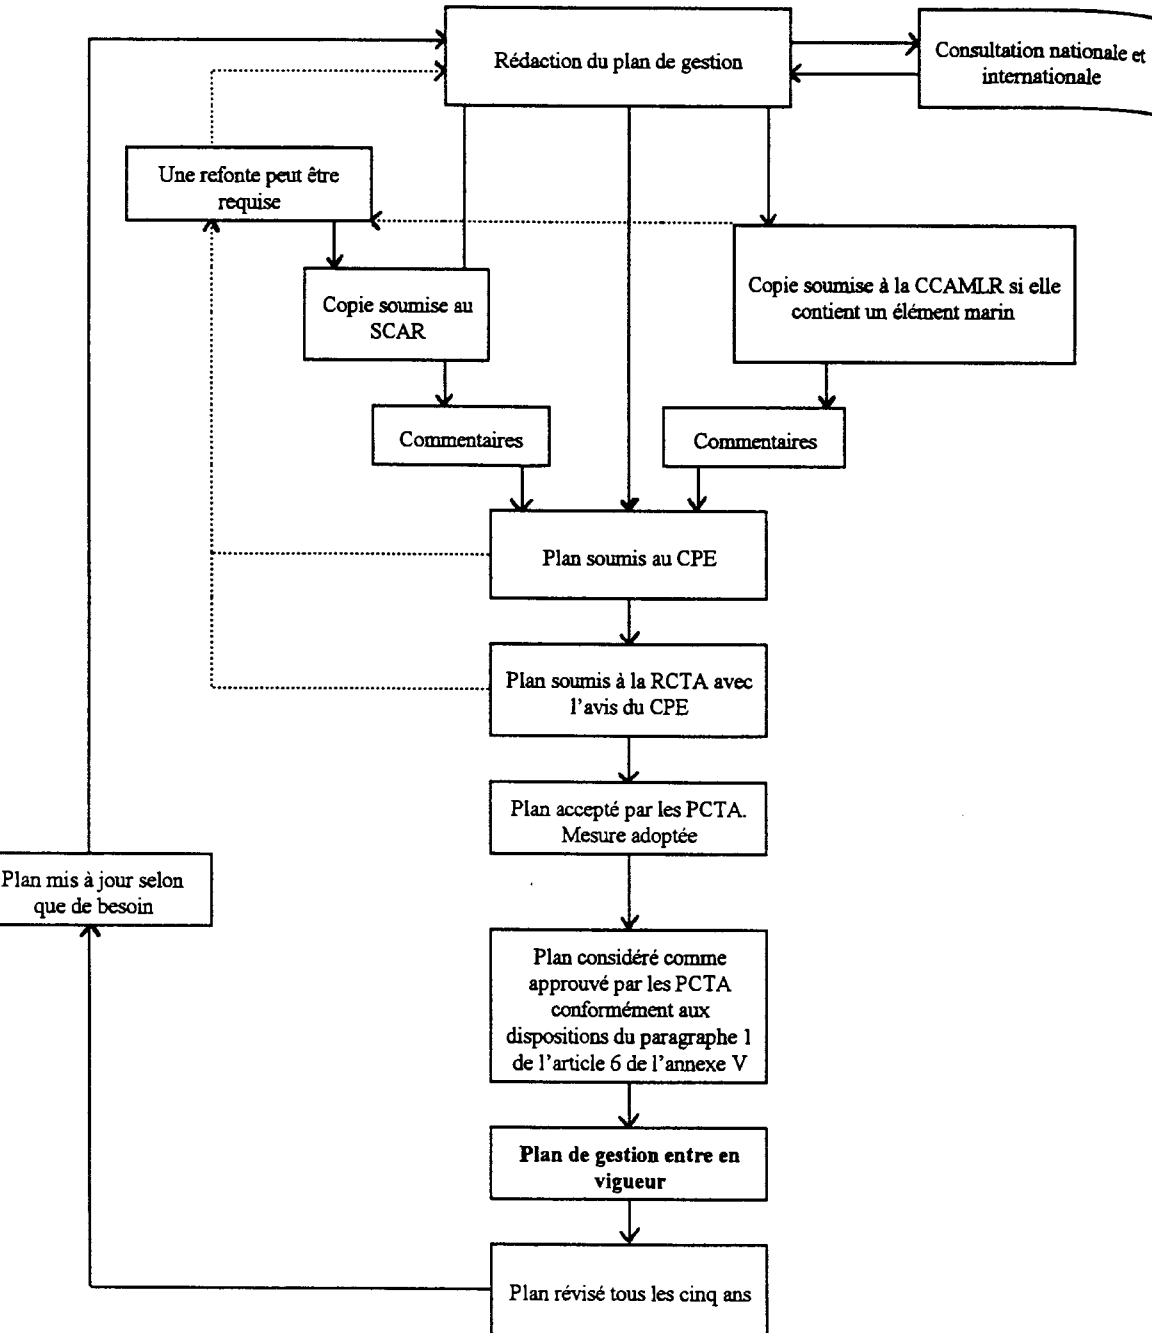 Rédaction du plan de gestion
Consultation nationale et
internationale
Une refonte peut être
requise
Copie soumise au
SCAR
Copie soumise à la CCAMLR si elle
contient un élément marin
Commentaires
Commentaires
Plan soumis au CPE
Plan soumis à la RCTA avec
l'avis du CPE
Plan accepté par les PCTA.
Mesure adoptée
Plan mis à jour selon
que de besoin
Plan considéré comme
approuvé par les PCTA
conformément aux
dispositions du paragraphe 1
de l'article 6 de l'annexe V
Plan de gestion entre en
vigueur
Plan révisé tous les cinq ans